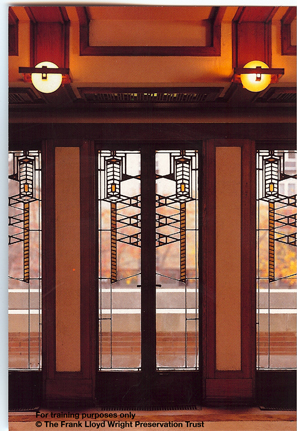 For training purposes only
© The Frank Lloyd Wright Preservation Trust